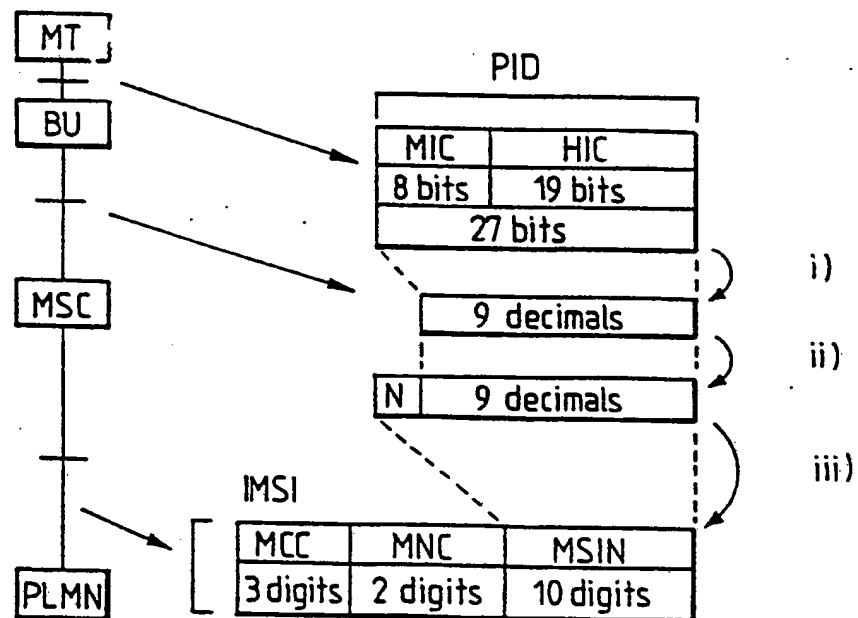 MT
BU
MSC
PLMN
PID
MIC HIC
8 bits 19 bits
27 bits
i)
9 decimals
ii)
N 9 decimals
iii)
IMSI
MCC MNC MSIN
3 digits 2 digits 10 digits